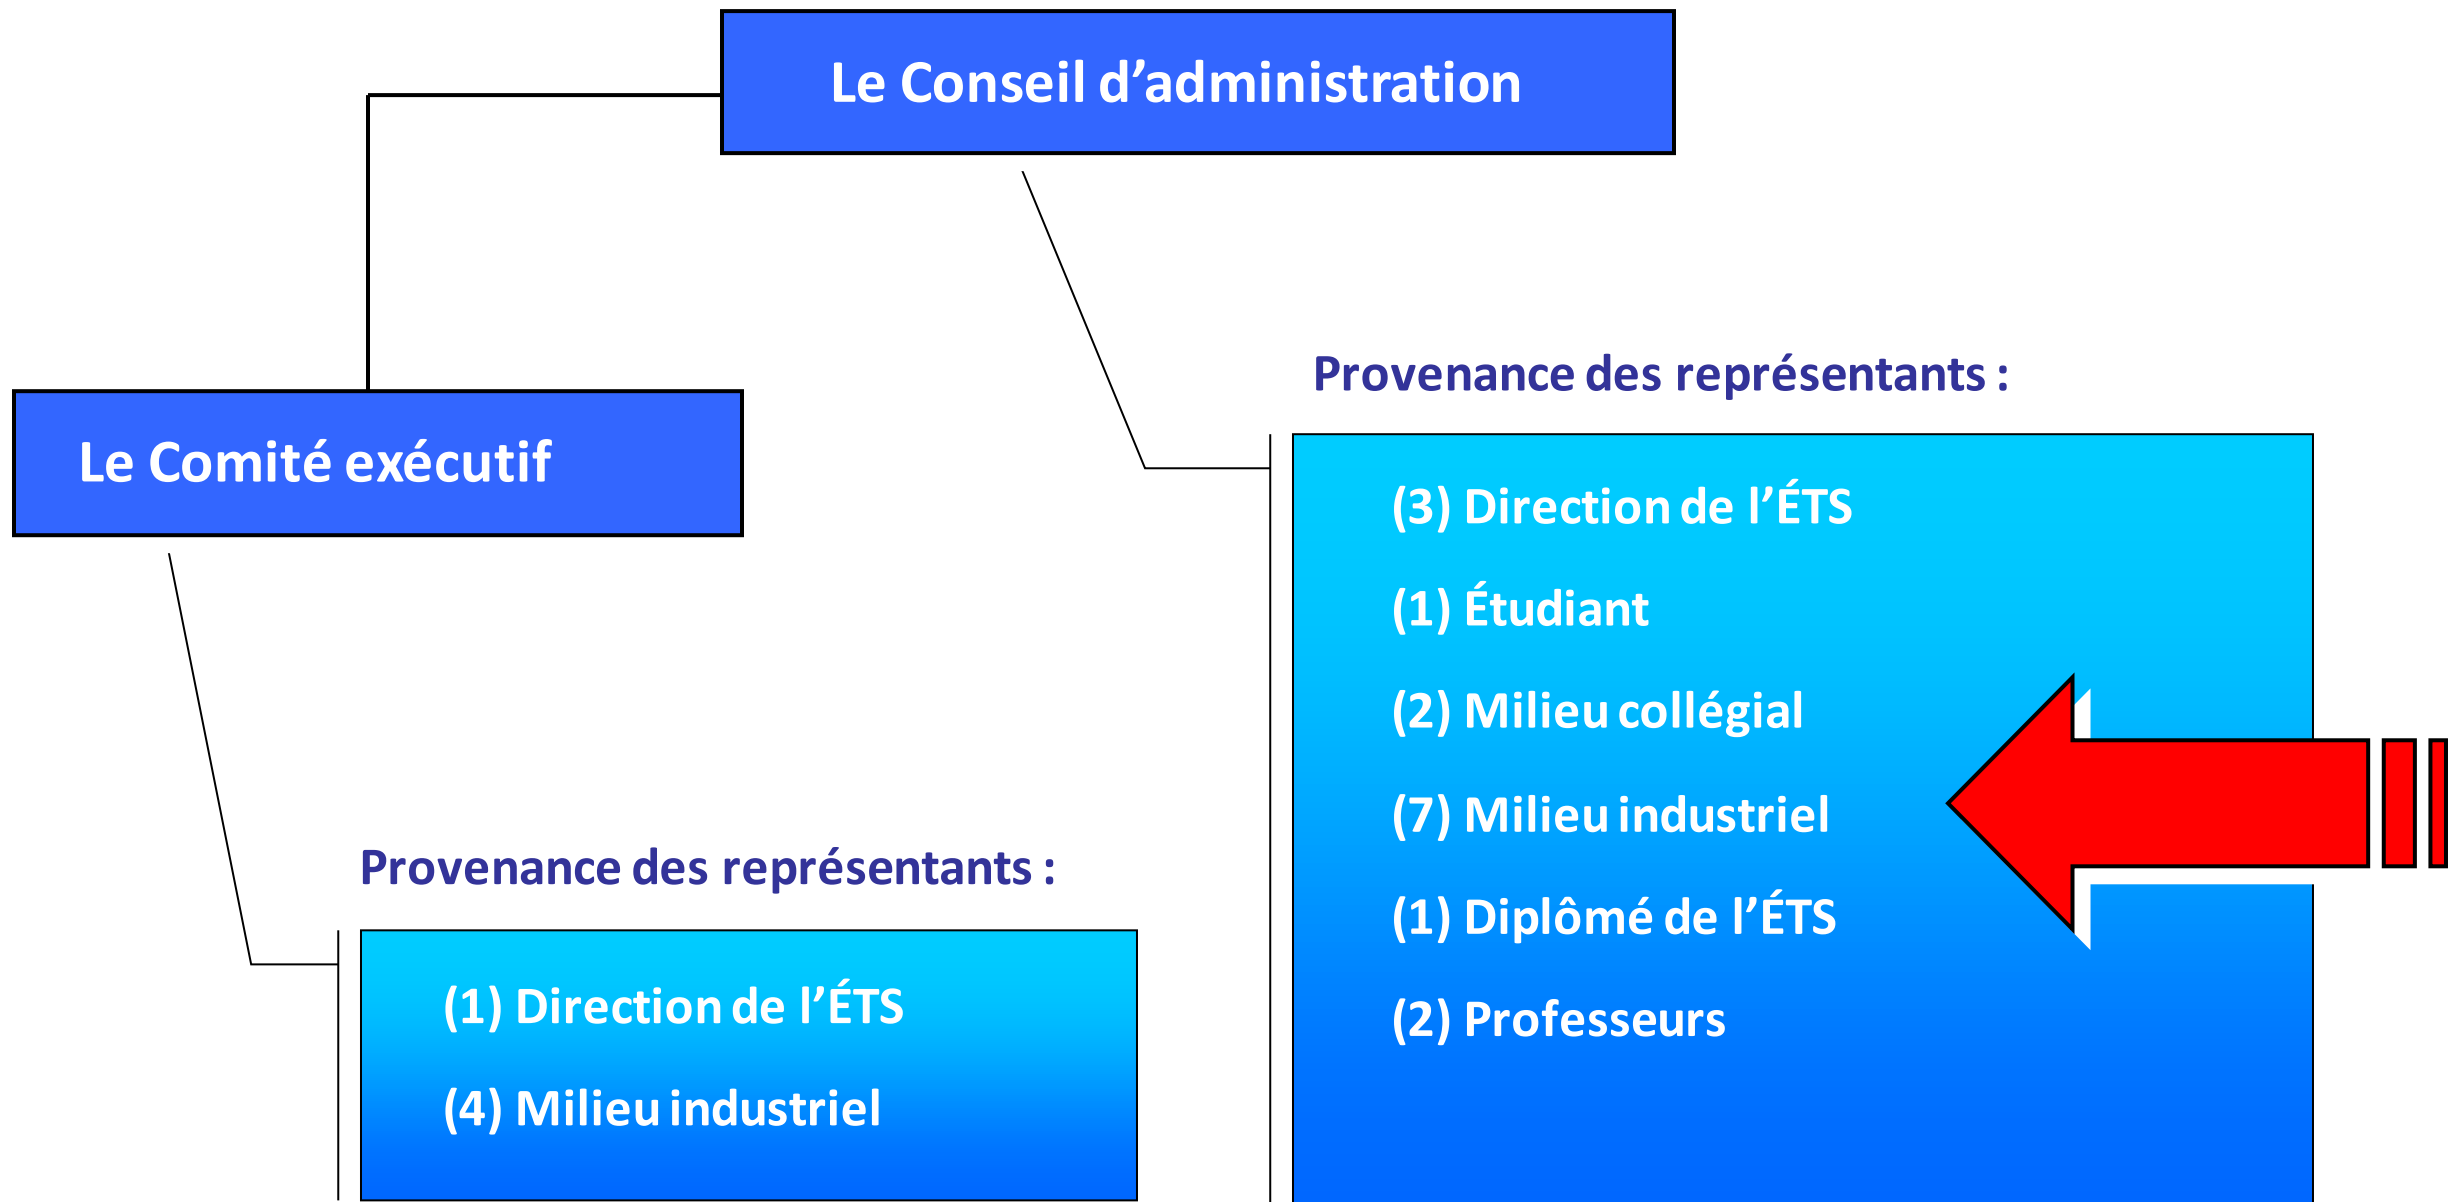 Le Conseil d’administration
Le Comité exécutif
Provenance des représentants :
(3) Direction de l’ÉTS
(1) Étudiant
(2) Milieu collégial
(7) Milieu industriel
(1) Diplômé de l’ÉTS
(2) Professeurs
Provenance des représentants :
(1) Direction de l’ÉTS
(4) Milieu industriel